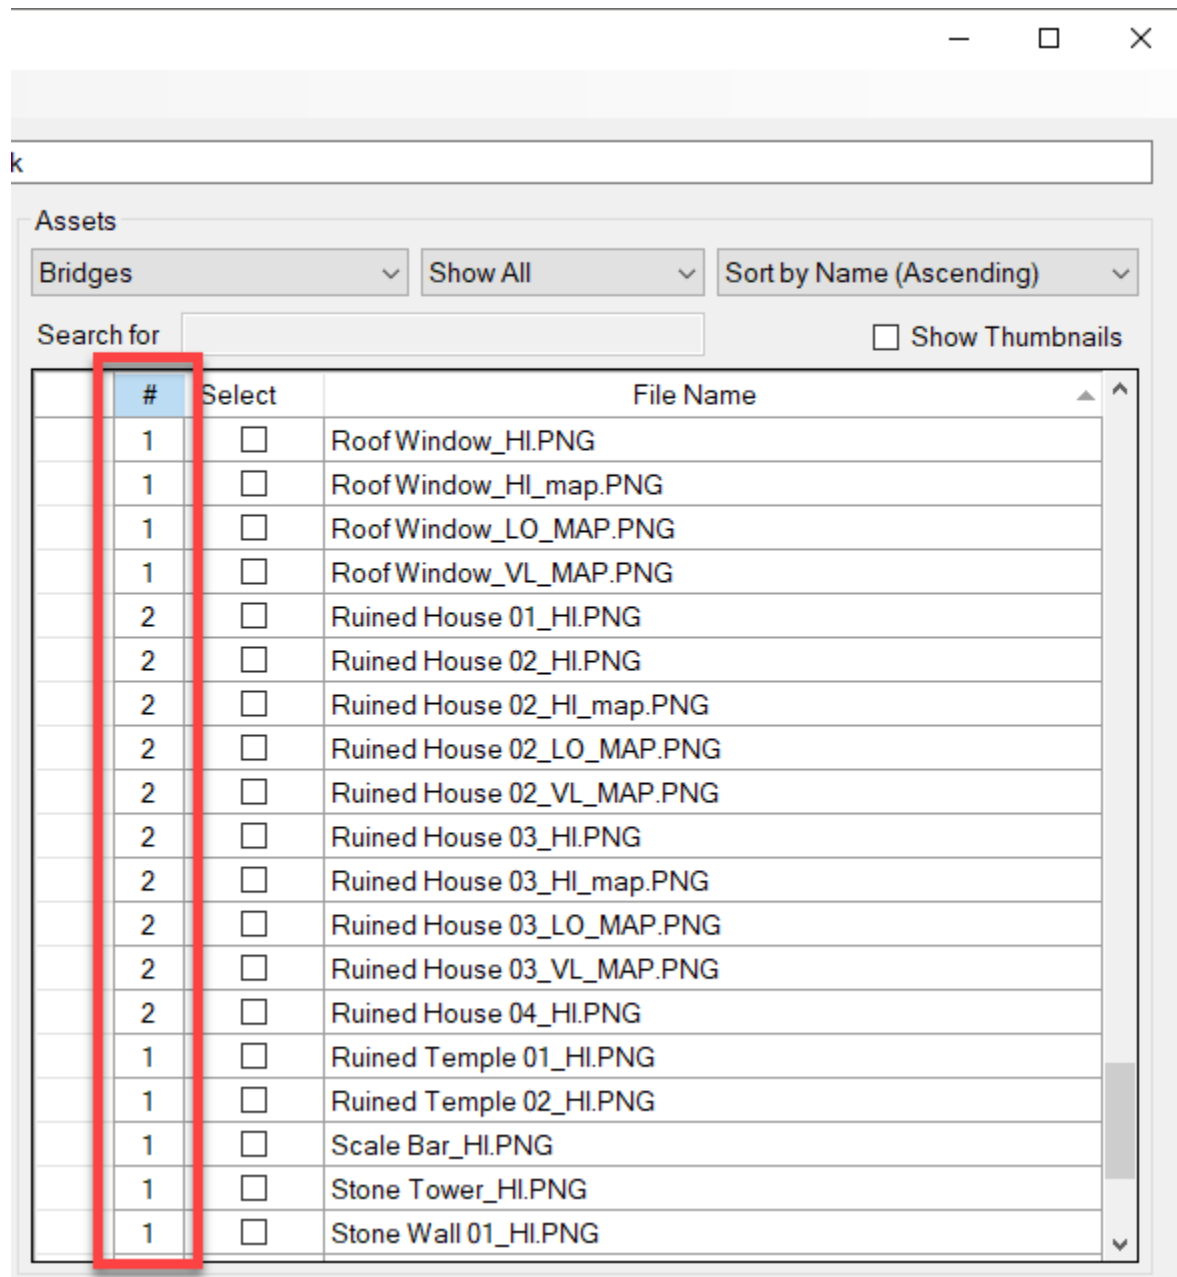 k
Assets
Bridges Show All Sort by Name (Ascending)
Search for Show Thumbnails
# Select File Name
1 Roof Window_HI.PNG
1 Roof Window_HI_map.PNG
1 Roof Window_LO_MAP.PNG
1 Roof Window_VL_MAP.PNG
2 Ruined House 01_HI.PNG
2 Ruined House 02_HI.PNG
2 Ruined House 02_HI_map.PNG
2 Ruined House 02_LO_MAP.PNG
2 Ruined House 02_VL_MAP.PNG
2 Ruined House 03_HI.PNG
2 Ruined House 03_HI_map.PNG
2 Ruined House 03_LO_MAP.PNG
2 Ruined House 03_VL_MAP.PNG
2 Ruined House 04_HI.PNG
1 Ruined Temple 01_HI.PNG
1 Ruined Temple 02_HI.PNG
1 Scale Bar_HI.PNG
1 Stone Tower_HI.PNG
1 Stone Wall 01_HI.PNG